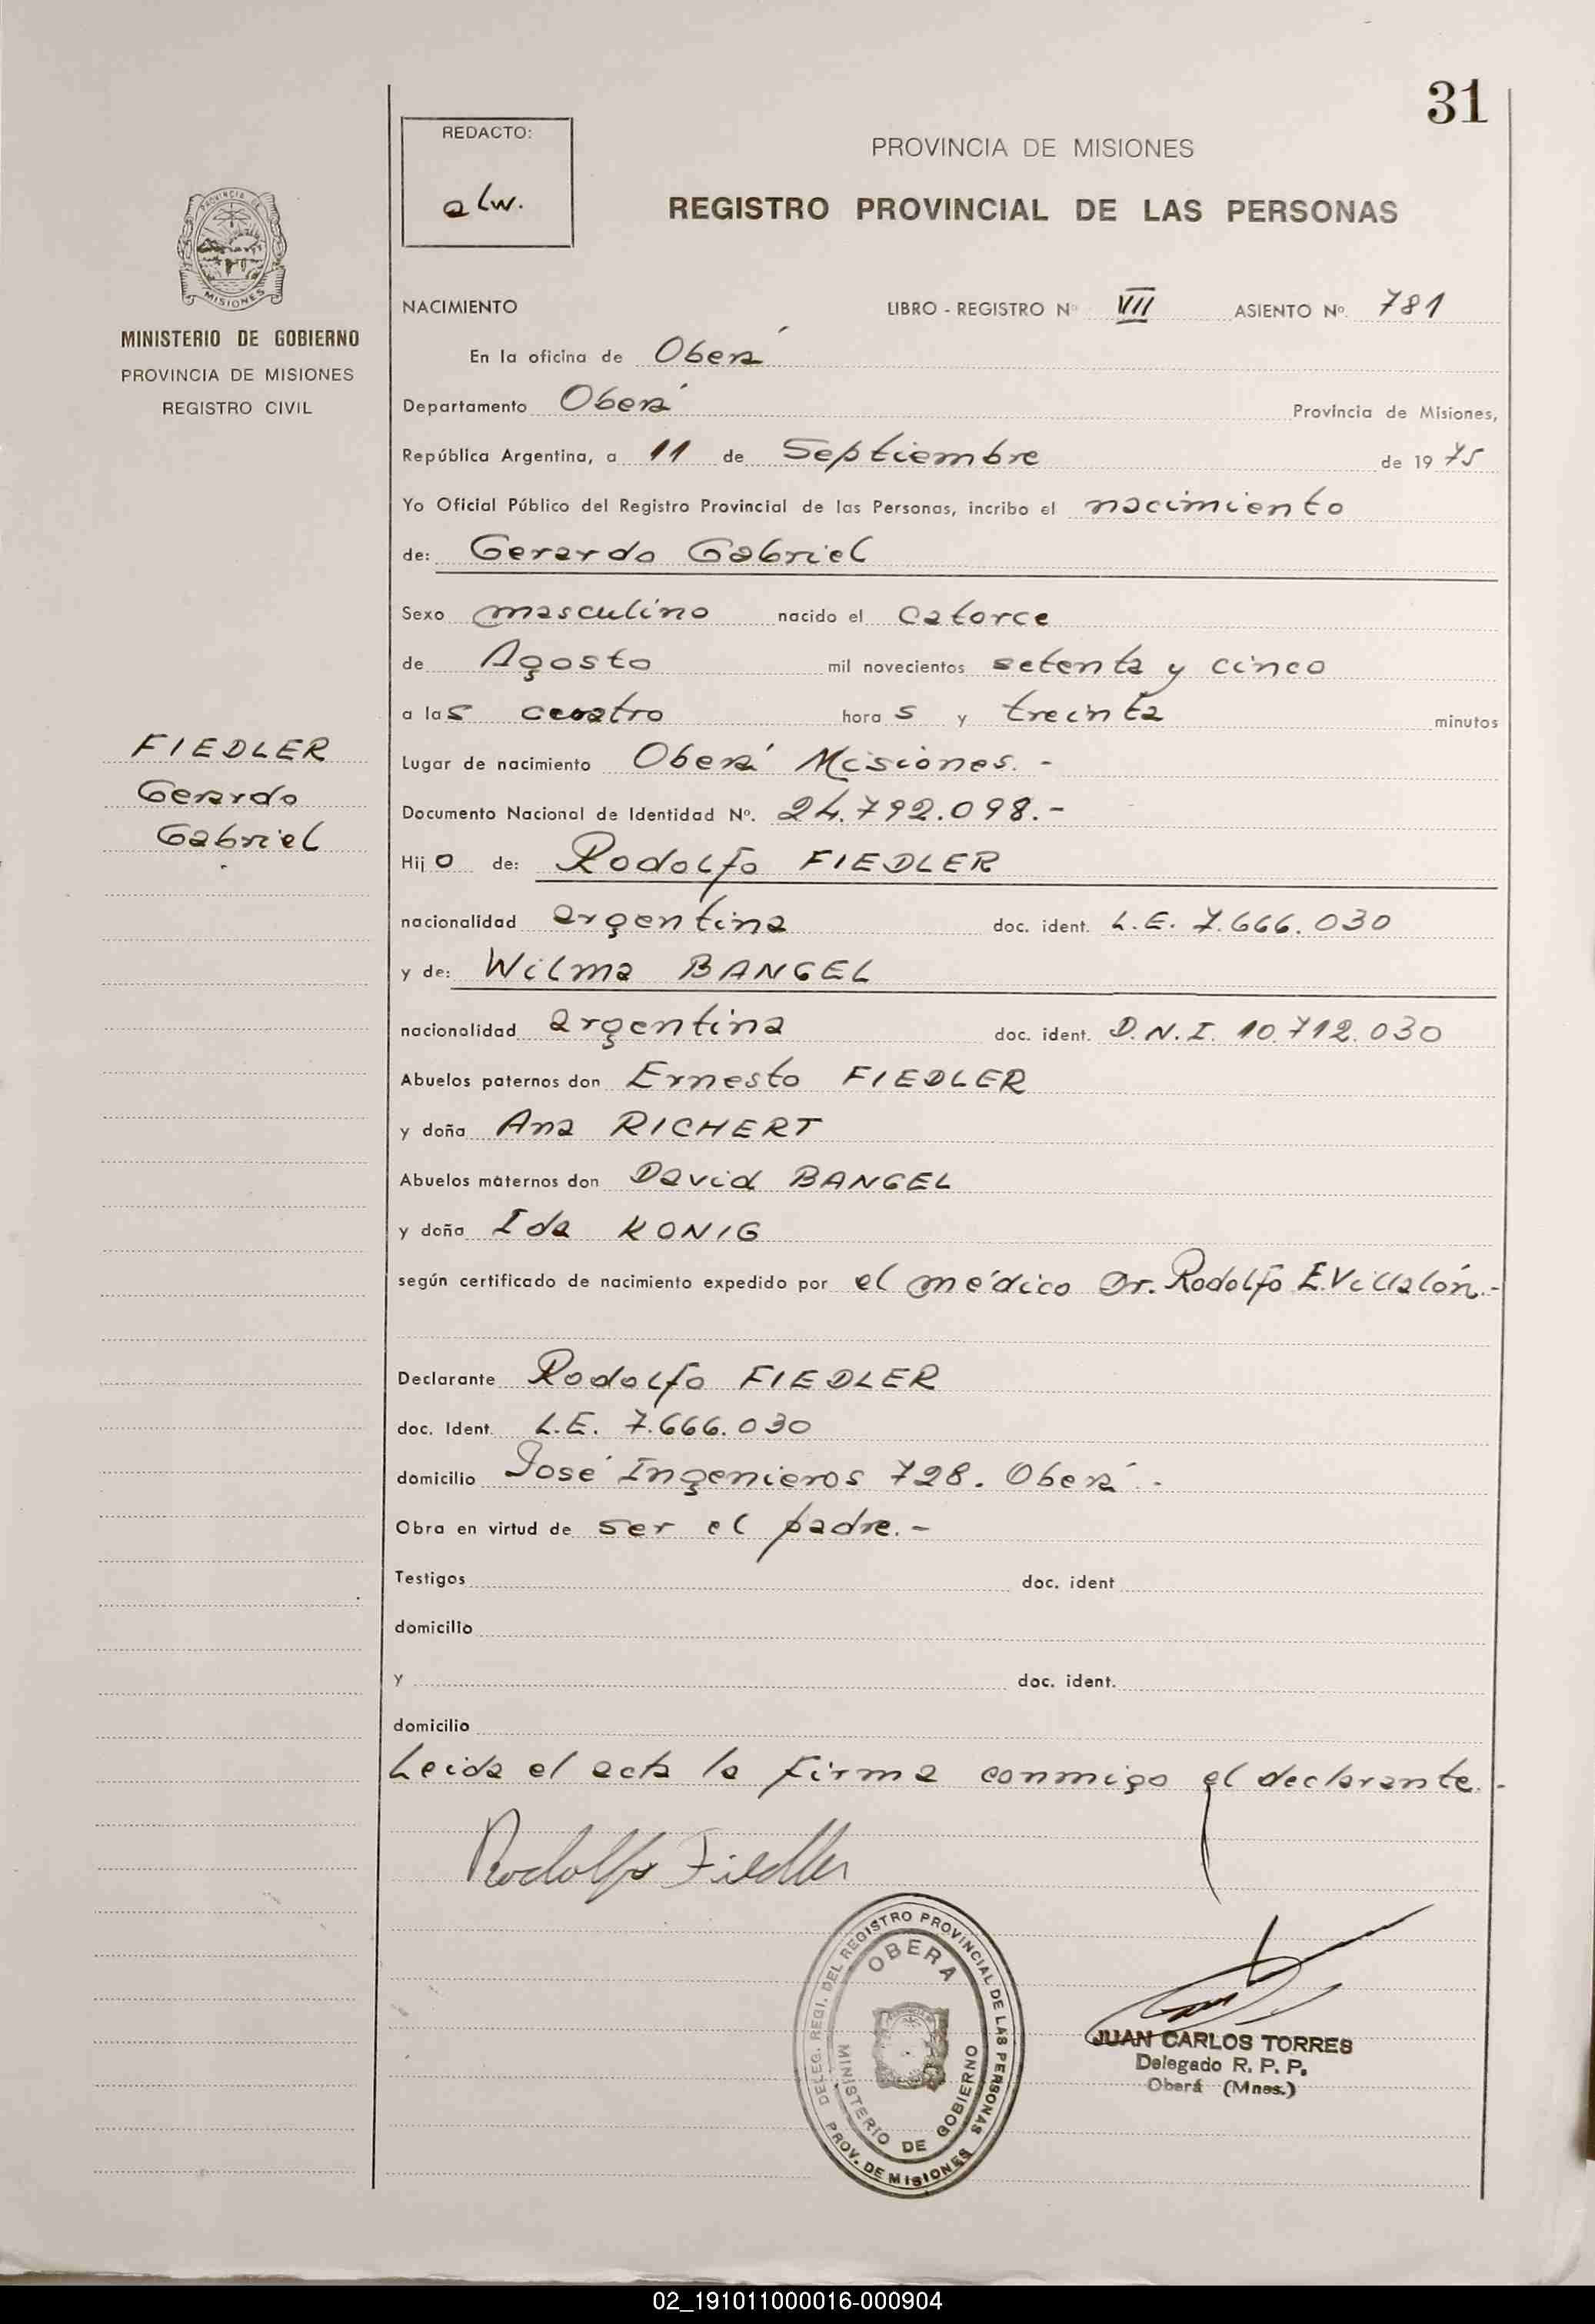 31
REDACTO:
alw.
PROVINCIA DE MISIONES
REGISTRO PROVINCIAL DE LAS PERSONAS
PROVINCIA DE
MISIONES
MINISTERIO DE GOBIERNO
PROVINCIA DE MISIONES
REGISTRO CIVIL
NACIMIENTO LIBRO - REGISTRO Nº VII ASIENTO Nº. 781
En la oficina de Oberá
Departamento Oberá Provincia de Misiones,
República Argentina, a 11 de Septiembre de 1975
Yo Oficial Público del Registro Provincial de las Personas, incribo el nacimiento
de: Gerardo Gabriel
Sexo masculino nacido el catorce
de Agosto mil novecientos setenta y cinco
a las cuatro horas y treinta minutos
FIEDLER
Gerardo
Gabriel
Lugar de nacimiento Oberá Misiones.-
Documento Nacional de Identidad Nº. 24.792.098.-
Hijo de: Rodolfo FIEDLER
nacionalidad argentina doc. ident. L.E. 7.666.030
y de: Wilma BANGEL
nacionalidad argentina doc. ident. D.N.I. 10.712.030
Abuelos paternos don Ernesto FIEDLER
y doña Ana RICHERT
Abuelos maternos don David BANGEL
y doña Ida KONIG
según certificado de nacimiento expedido por el médico Dr. Rodolfo E. Villalón.-
Declarante Rodolfo FIEDLER
doc. Ident. L.E. 7.666.030
domicilio José Ingenieros 728. Oberá.-
Obra en virtud de ser el padre.-
Testigos doc. ident
domicilio
y doc. ident.
domicilio
Leida el acta la firma conmigo el declarante.-
Rodolfo Fiedler
DELEG. REGI. DEL REGISTRO PROVINCIAL DE LAS PERSONAS
OBERA
MINISTERIO DE GOBIERNO
PROV. DE MISIONES
JUAN CARLOS TORRES
Delegado R. P. P.
Oberá (Mnes.)
02_191011000016-000904